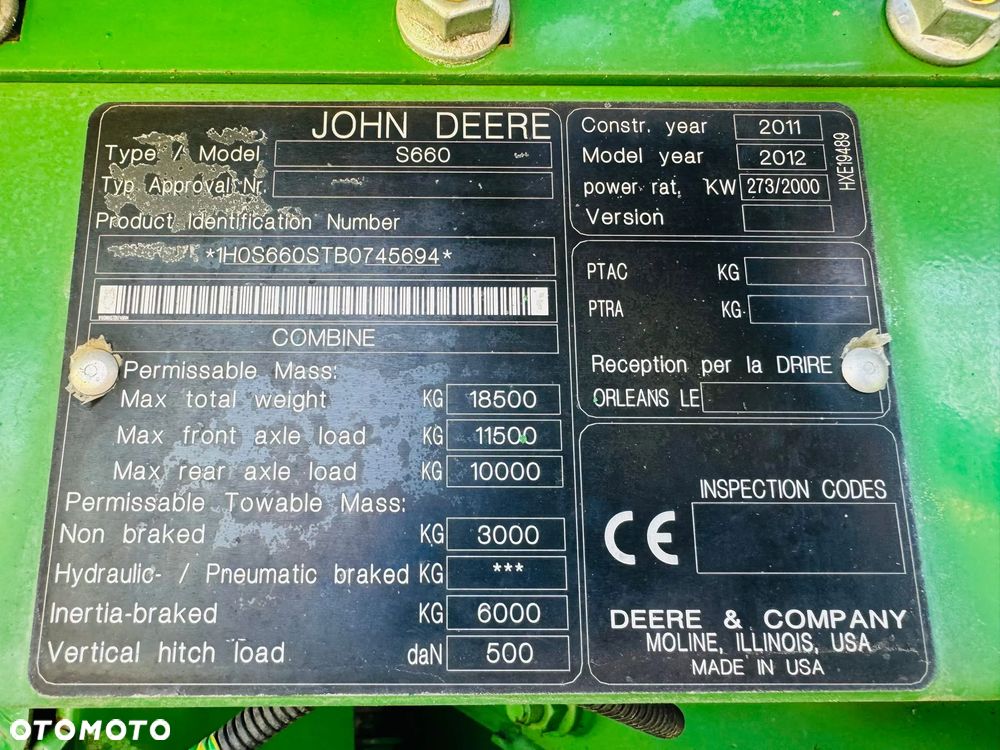 JOHN DEERE
Type / Model S660
Typ Approval Nr.
Product Identification Number
*1H0S660STB0745694*
COMBINE
Permissable Mass:
Max total weight KG 18500
Max front axle load KG 11500
Max rear axle load KG 10000
Permissable Towable Mass:
Non braked KG 3000
Hydraulic- / Pneumatic braked KG ***
Inertia-braked KG 6000
Vertical hitch load daN 500
Constr. year 2011
Model year 2012
power rat. KW 273/2000
Version
HXE19489
PTAC KG
PTRA KG
Reception per la DRIRE
ORLEANS LE
INSPECTION CODES
CE
DEERE & COMPANY
MOLINE, ILLINOIS, USA
MADE IN USA
OTOMOTO